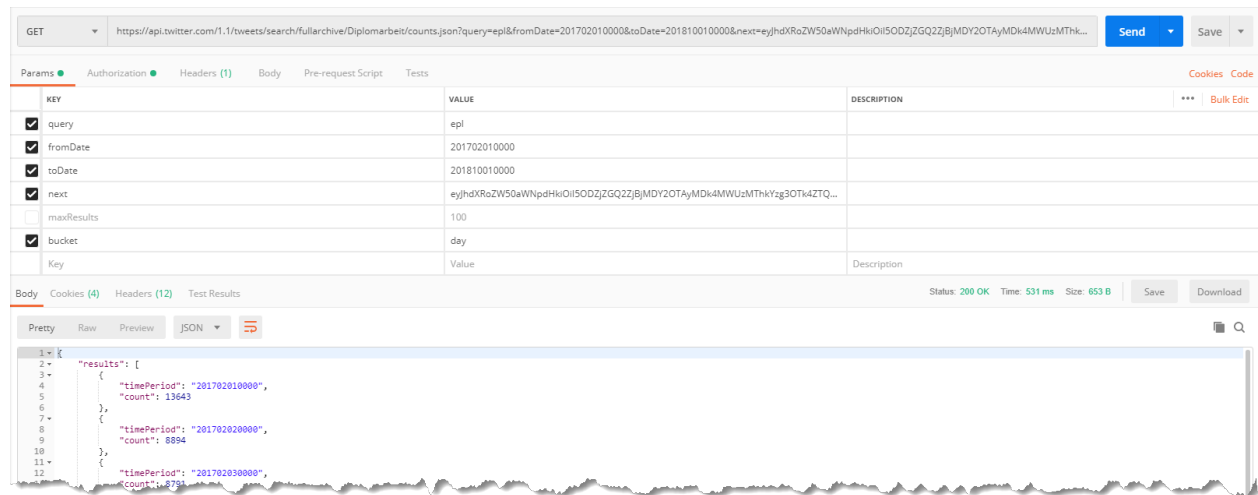 GET https://api.twitter.com/1.1/tweets/search/fullarchive/Diplomarbeit/counts.json?query=epl&fromDate=201702010000&toDate=201810010000&next=eyJhdXRoZW50aWNpdHkiOiI5ODZjZGQ2ZjBjMDY2OTAyMDk4MWUzMThk... Send Save
Params Authorization Headers (1) Body Pre-request Script Tests Cookies Code
KEY VALUE DESCRIPTION ••• Bulk Edit
query epl
fromDate 201702010000
toDate 201810010000
next eyJhdXRoZW50aWNpdHkiOiI5ODZjZGQ2ZjBjMDY2OTAyMDk4MWUzMThkYzg3OTk4ZTQ...
maxResults 100
bucket day
Key Value Description
Body Cookies (4) Headers (12) Test Results Status: 200 OK Time: 531 ms Size: 653 B Save Download
Pretty Raw Preview JSON
1 {
2 "results": [
3 {
4 "timePeriod": "201702010000",
5 "count": 13643
6 },
7 {
8 "timePeriod": "201702020000",
9 "count": 8894
10 },
11 {
12 "timePeriod": "201702030000",
"count": 8791